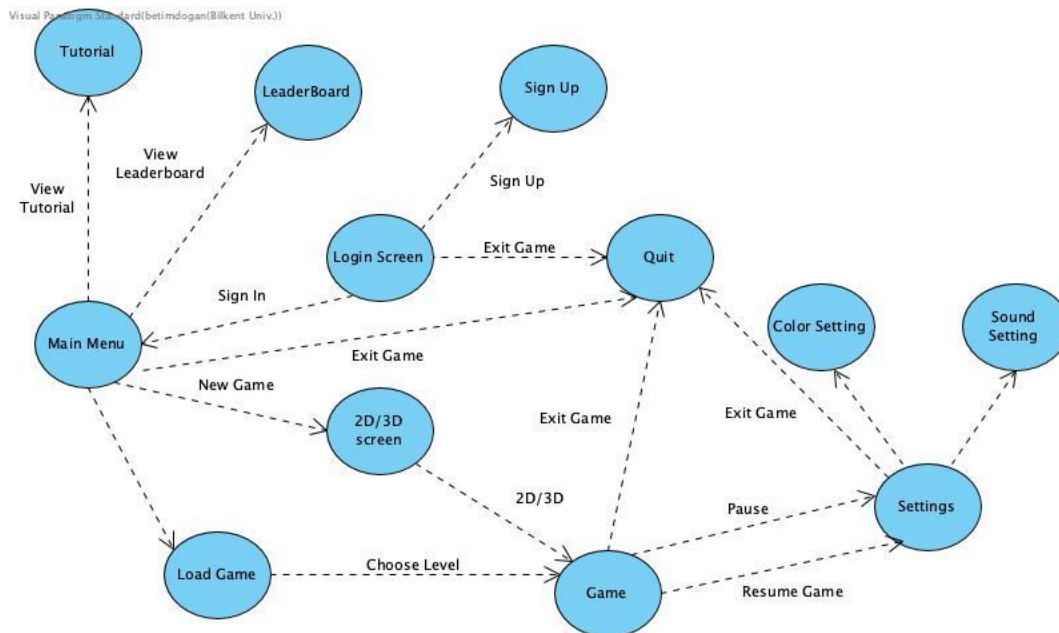 Visual Paradigm Standard(betimdogan(Bilkent Univ.))
Tutorial
LeaderBoard
Sign Up
View
Leaderboard
View
Tutorial
Sign Up
Login Screen
Exit Game
Quit
Sign In
Main Menu
Exit Game
Color Setting
Sound
Setting
New Game
2D/3D
screen
Exit Game
Exit Game
2D/3D
Pause
Settings
Load Game
Choose Level
Game
Resume Game